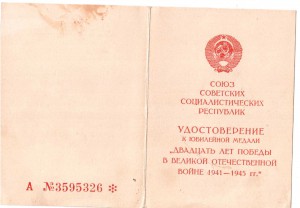 СОЮЗ
СОВЕТСКИХ
СОЦИАЛИСТИЧЕСКИХ
РЕСПУБЛИК
УДОСТОВЕРЕНИЕ
К ЮБИЛЕЙНОЙ МЕДАЛИ
„ДВАДЦАТЬ ЛЕТ ПОБЕДЫ
В ВЕЛИКОЙ ОТЕЧЕСТВЕННОЙ
ВОЙНЕ 1941—1945 гг."
А №3595326 *